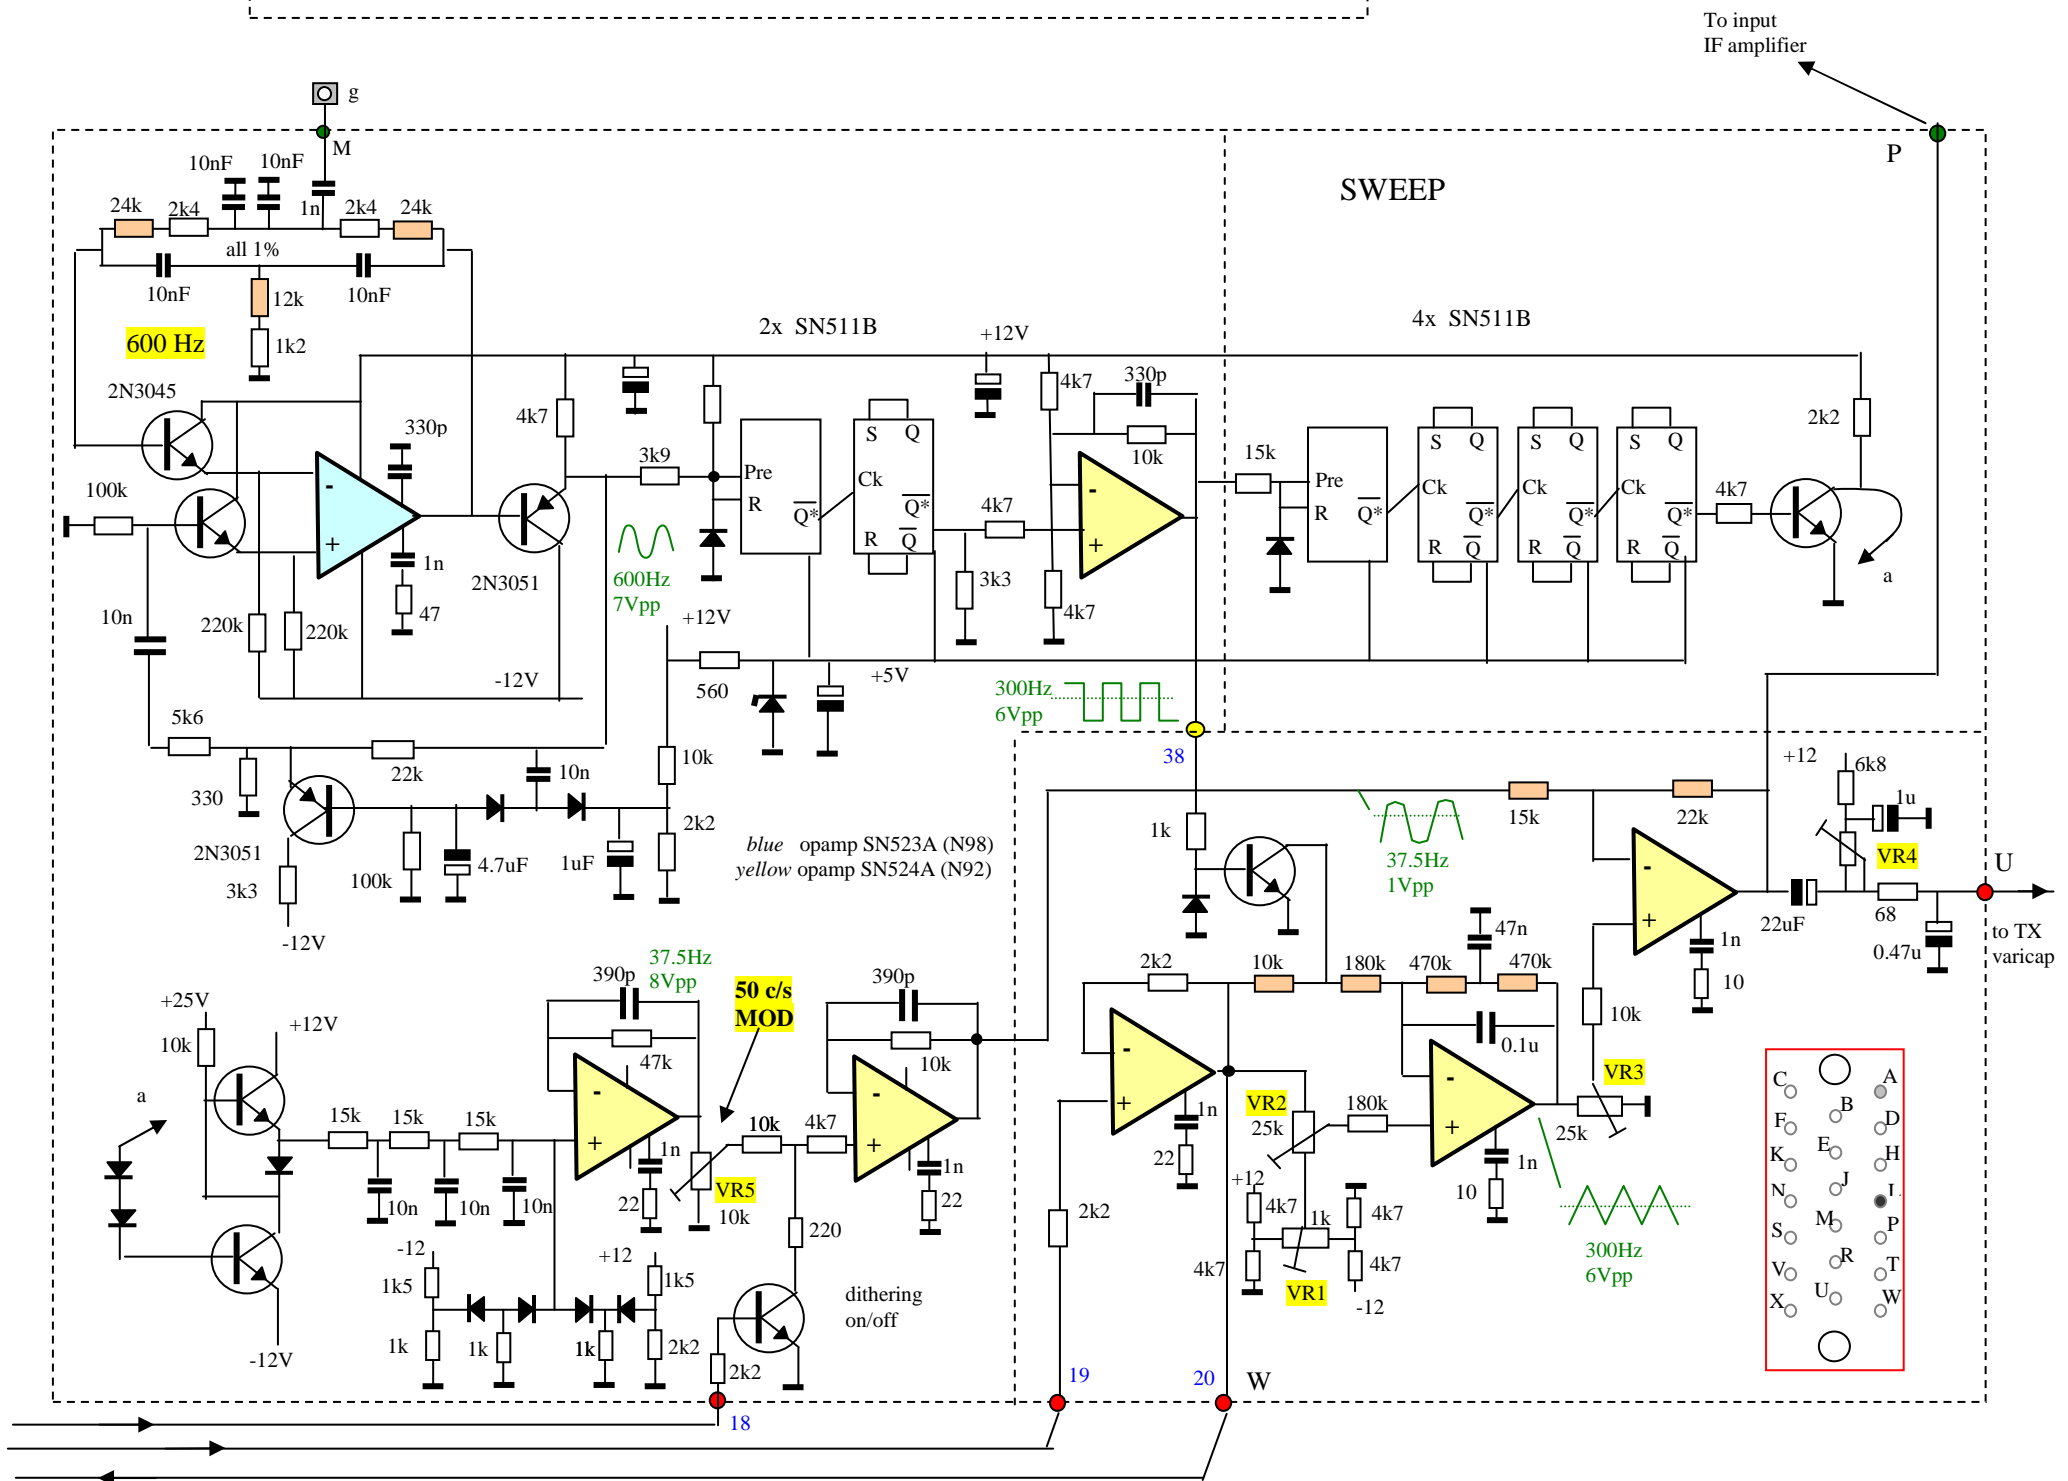 To input
IF amplifier
g
M
P
SWEEP
10nF
10nF
1n
24k
2k4
2k4
24k
all 1%
10nF
10nF
12k
600 Hz
1k2
2x  SN511B
+12V
4x  SN511B
2N3045
330p
4k7
4k7
330p
10k
2k2
S
Q
S
Q
S
Q
S
Q
3k9
15k
Pre
Ck
Pre
Ck
Ck
Ck
100k
-
+
R
Q*
Q*
4k7
-
+
R
Q*
Q*
Q*
Q*
4k7
R
Q
R
Q
R
Q
R
Q
1n
2N3051
600Hz
7Vpp
3k3
4k7
a
10n
220k
220k
47
+12V
-12V
560
+5V
300Hz
6Vpp
5k6
22k
10k
38
+12
6k8
330
10n
2k2
1k
15k
22k
1u
VR4
2N3051
3k3
100k
4.7uF
1uF
blue   opamp SN523A (N98)
yellow opamp SN524A (N92)
37.5Hz
1Vpp
-
+
U
-12V
22uF
68
0.47u
to TX
varicap
1n
10
37.5Hz
8Vpp
390p
50 c/s
MOD
390p
2k2
10k
180k
47n
470k
470k
+25V
+12V
10k
47k
10k
0.1u
10k
-
+
-
+
-
+
-
+
a
15k
15k
15k
10k
4k7
1n
VR2
25k
180k
VR3
25k
10n
10n
10n
1n
22
VR5
10k
1n
22
22
1n
10
220
2k2
+12
4k7
1k
4k7
4k7
4k7
VR1
-12
300Hz
6Vpp
-12
+12
1k5
1k5
dithering
on/off
1k
1k
1k
2k2
-12V
2k2
18
19
20
W
C
A
B
F
D
E
K
H
J
N
L
M
S
P
R
V
T
U
X
W